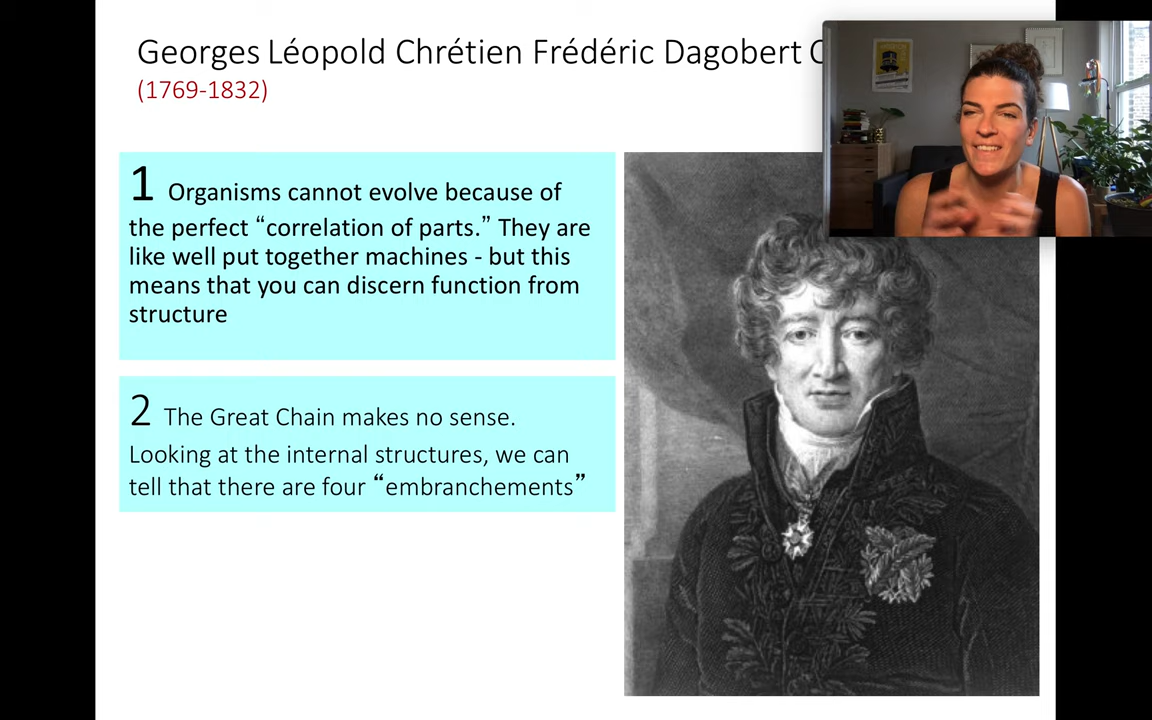 Georges Léopold Chrétien Frédéric Dagobert C
(1769-1832)
1 Organisms cannot evolve because of
the perfect “correlation of parts.” They are
like well put together machines - but this
means that you can discern function from
structure
2 The Great Chain makes no sense.
Looking at the internal structures, we can
tell that there are four “embranchements”